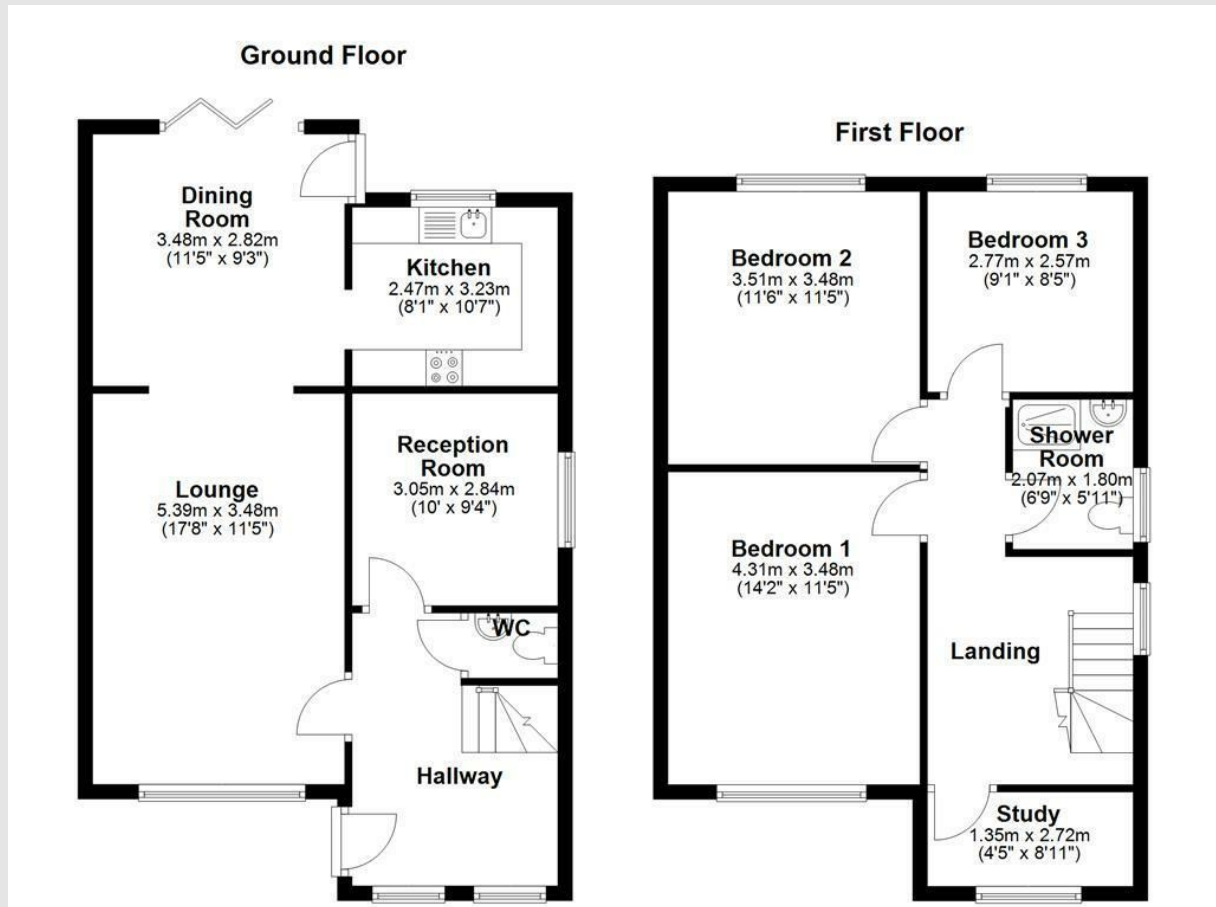 Ground Floor
Dining
Room
3.48m x 2.82m
(11'5" x 9'3")
Kitchen
2.47m x 3.23m
(8'1" x 10'7")
Lounge
5.39m x 3.48m
(17'8" x 11'5")
Reception
Room
3.05m x 2.84m
(10' x 9'4")
WC
Hallway
First Floor
Bedroom 2
3.51m x 3.48m
(11'6" x 11'5")
Bedroom 3
2.77m x 2.57m
(9'1" x 8'5")
Shower
Room
2.07m x 1.80m
(6'9" x 5'11")
Bedroom 1
4.31m x 3.48m
(14'2" x 11'5")
Landing
Study
1.35m x 2.72m
(4'5" x 8'11")